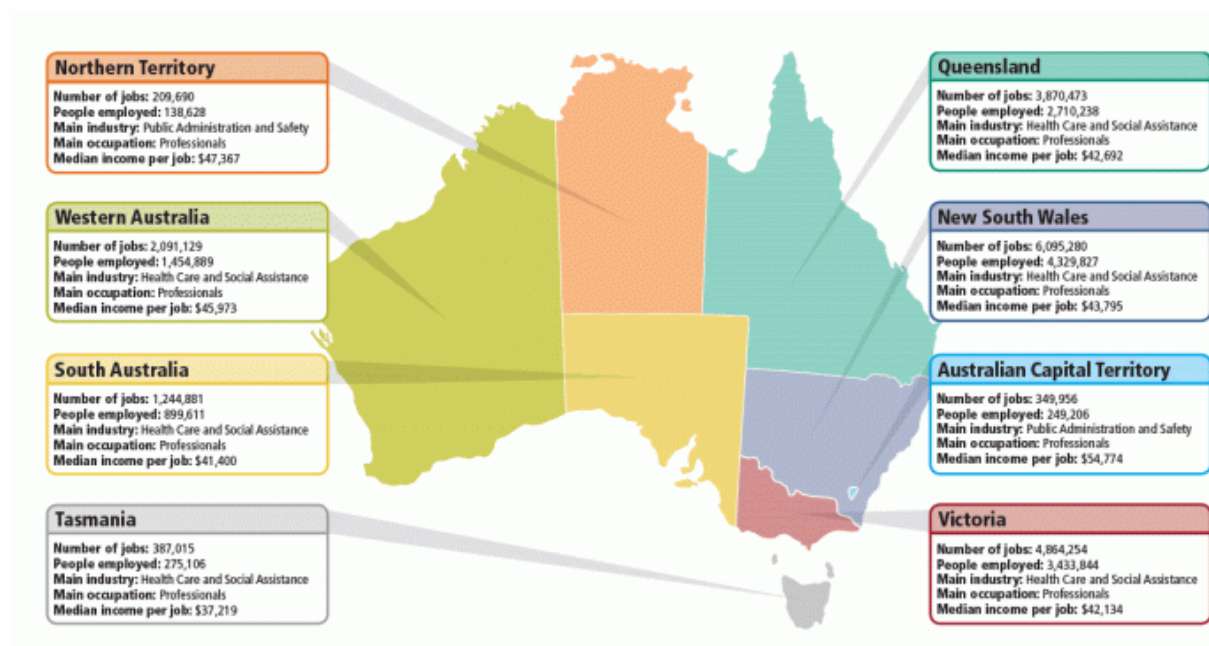 Northern Territory
Number of jobs: 209,690
People employed: 138,628
Main industry: Public Administration and Safety
Main occupation: Professionals
Median income per job: $47,367
Western Australia
Number of jobs: 2,091,129
People employed: 1,454,889
Main industry: Health Care and Social Assistance
Main occupation: Professionals
Median income per job: $45,973
South Australia
Number of jobs: 1,244,881
People employed: 899,611
Main industry: Health Care and Social Assistance
Main occupation: Professionals
Median income per job: $41,400
Tasmania
Number of jobs: 387,015
People employed: 275,106
Main industry: Health Care and Social Assistance
Main occupation: Professionals
Median income per job: $37,219
Queensland
Number of jobs: 3,870,473
People employed: 2,710,238
Main industry: Health Care and Social Assistance
Main occupation: Professionals
Median income per job: $42,692
New South Wales
Number of jobs: 6,095,280
People employed: 4,329,827
Main industry: Health Care and Social Assistance
Main occupation: Professionals
Median income per job: $43,795
Australian Capital Territory
Number of jobs: 349,956
People employed: 249,206
Main industry: Public Administration and Safety
Main occupation: Professionals
Median income per job: $54,774
Victoria
Number of jobs: 4,864,254
People employed: 3,433,844
Main industry: Health Care and Social Assistance
Main occupation: Professionals
Median income per job: $42,134